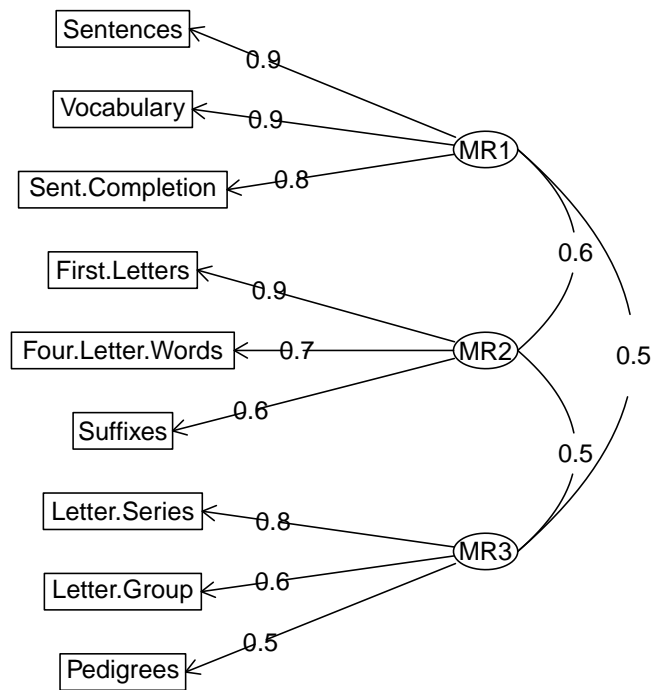 Sentences
0.9
Vocabulary
0.9
MR1
Sent.Completion
0.8
0.6
First.Letters
0.9
Four.Letter.Words
0.7
MR2
0.5
Suffixes
0.6
0.5
Letter.Series
0.8
MR3
Letter.Group
0.6
0.5
Pedigrees